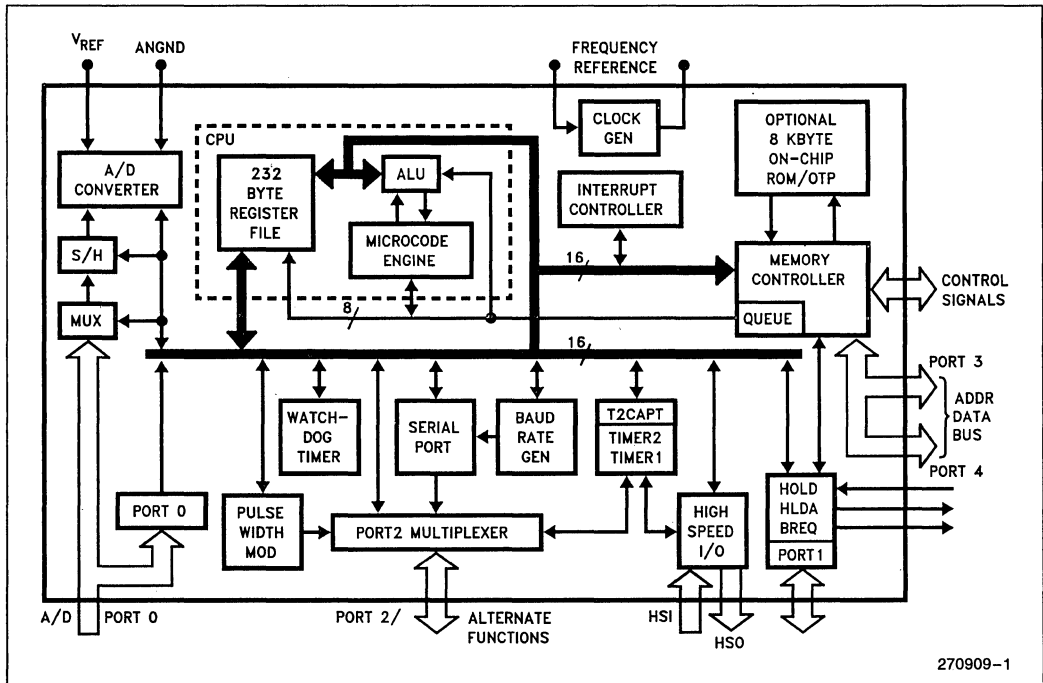 VREF
ANGND
FREQUENCY
REFERENCE
A/D
CONVERTER
S/H
MUX
CPU
232
BYTE
REGISTER
FILE
ALU
MICROCODE
ENGINE
CLOCK
GEN
INTERRUPT
CONTROLLER
OPTIONAL
8 KBYTE
ON-CHIP
ROM/OTP
MEMORY
CONTROLLER
QUEUE
CONTROL
SIGNALS
16
8
16
PORT 3
ADDR
DATA
BUS
PORT 4
WATCH-
DOG
TIMER
SERIAL
PORT
BAUD
RATE
GEN
T2CAPT
TIMER2
TIMER1
PORT 0
PULSE
WIDTH
MOD
PORT2 MULTIPLEXER
HIGH
SPEED
I/O
HOLD
HLDA
BREQ
PORT1
A/D
PORT 0
PORT 2/
ALTERNATE
FUNCTIONS
HSI
HSO
270909-1